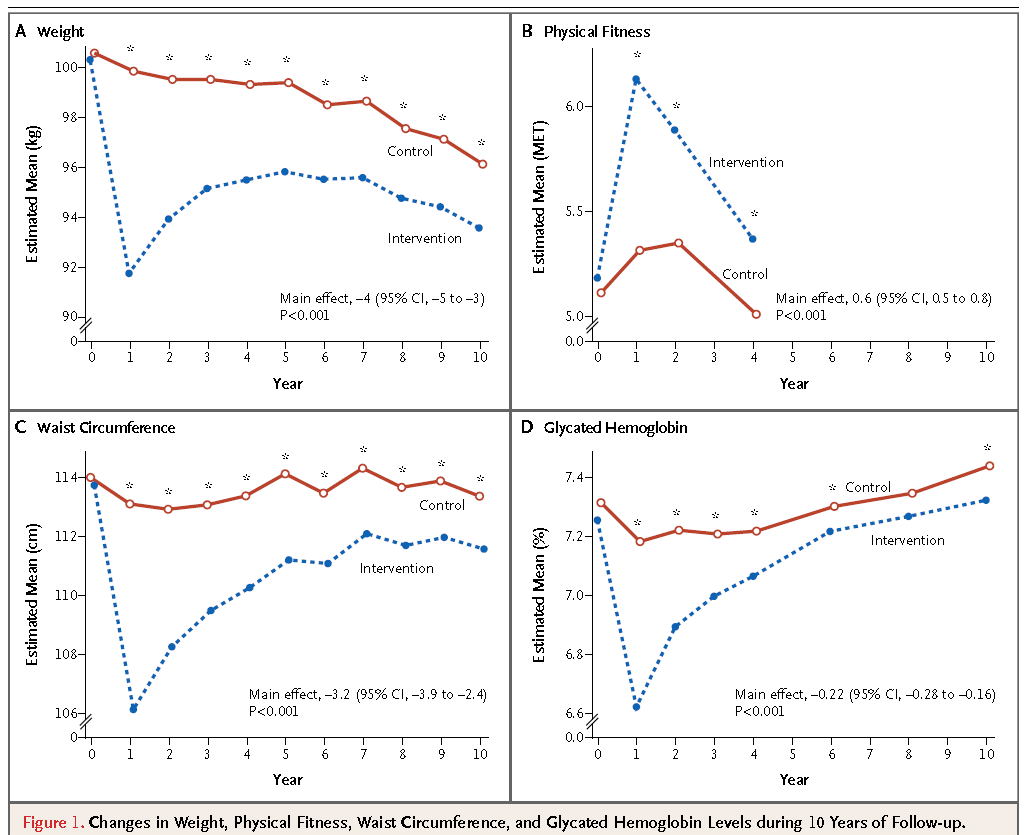 A Weight
100
98
96
94
92
90
0
Estimated Mean (kg)
* * * * * * * * * *
Control
Intervention
Main effect, –4 (95% CI, –5 to –3)
P<0.001
0 1 2 3 4 5 6 7 8 9 10
Year
B Physical Fitness
6.0
5.5
5.0
0.0
Estimated Mean (MET)
* * *
Intervention
Control
Main effect, 0.6 (95% CI, 0.5 to 0.8)
P<0.001
0 1 2 3 4 5 6 7 8 9 10
Year
C Waist Circumference
114
112
110
108
106
0
Estimated Mean (cm)
* * * * * * * * * *
Control
Intervention
Main effect, –3.2 (95% CI, –3.9 to –2.4)
P<0.001
0 1 2 3 4 5 6 7 8 9 10
Year
D Glycated Hemoglobin
7.4
7.2
7.0
6.8
6.6
0.0
Estimated Mean (%)
* * * * * *
Control
Intervention
Main effect, –0.22 (95% CI, –0.28 to –0.16)
P<0.001
0 1 2 3 4 5 6 7 8 9 10
Year
Figure 1. Changes in Weight, Physical Fitness, Waist Circumference, and Glycated Hemoglobin Levels during 10 Years of Follow-up.